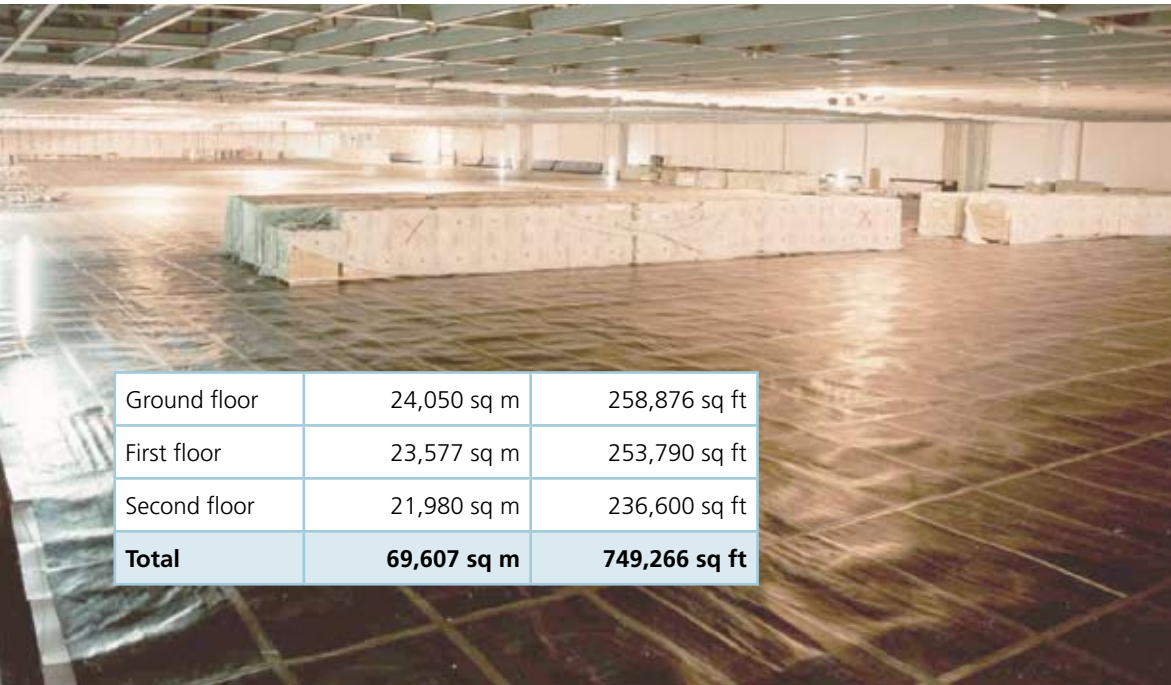 Ground floor 24,050 sq m 258,876 sq ft
First floor 23,577 sq m 253,790 sq ft
Second floor 21,980 sq m 236,600 sq ft
Total 69,607 sq m 749,266 sq ft